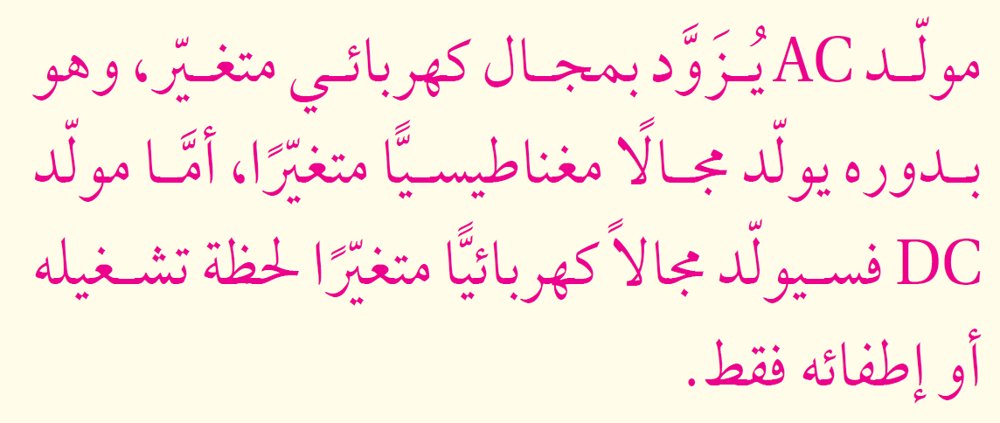 مولّد AC يُزَوَّد بمجال كهربائي متغيّر، وهو
بدوره يولّد مجالًا مغناطيسيًّا متغيّرًا، أمَّا مولّد
DC فسيولّد مجالاً كهربائيًّا متغيّرًا لحظة تشغيله
أو إطفائه فقط.